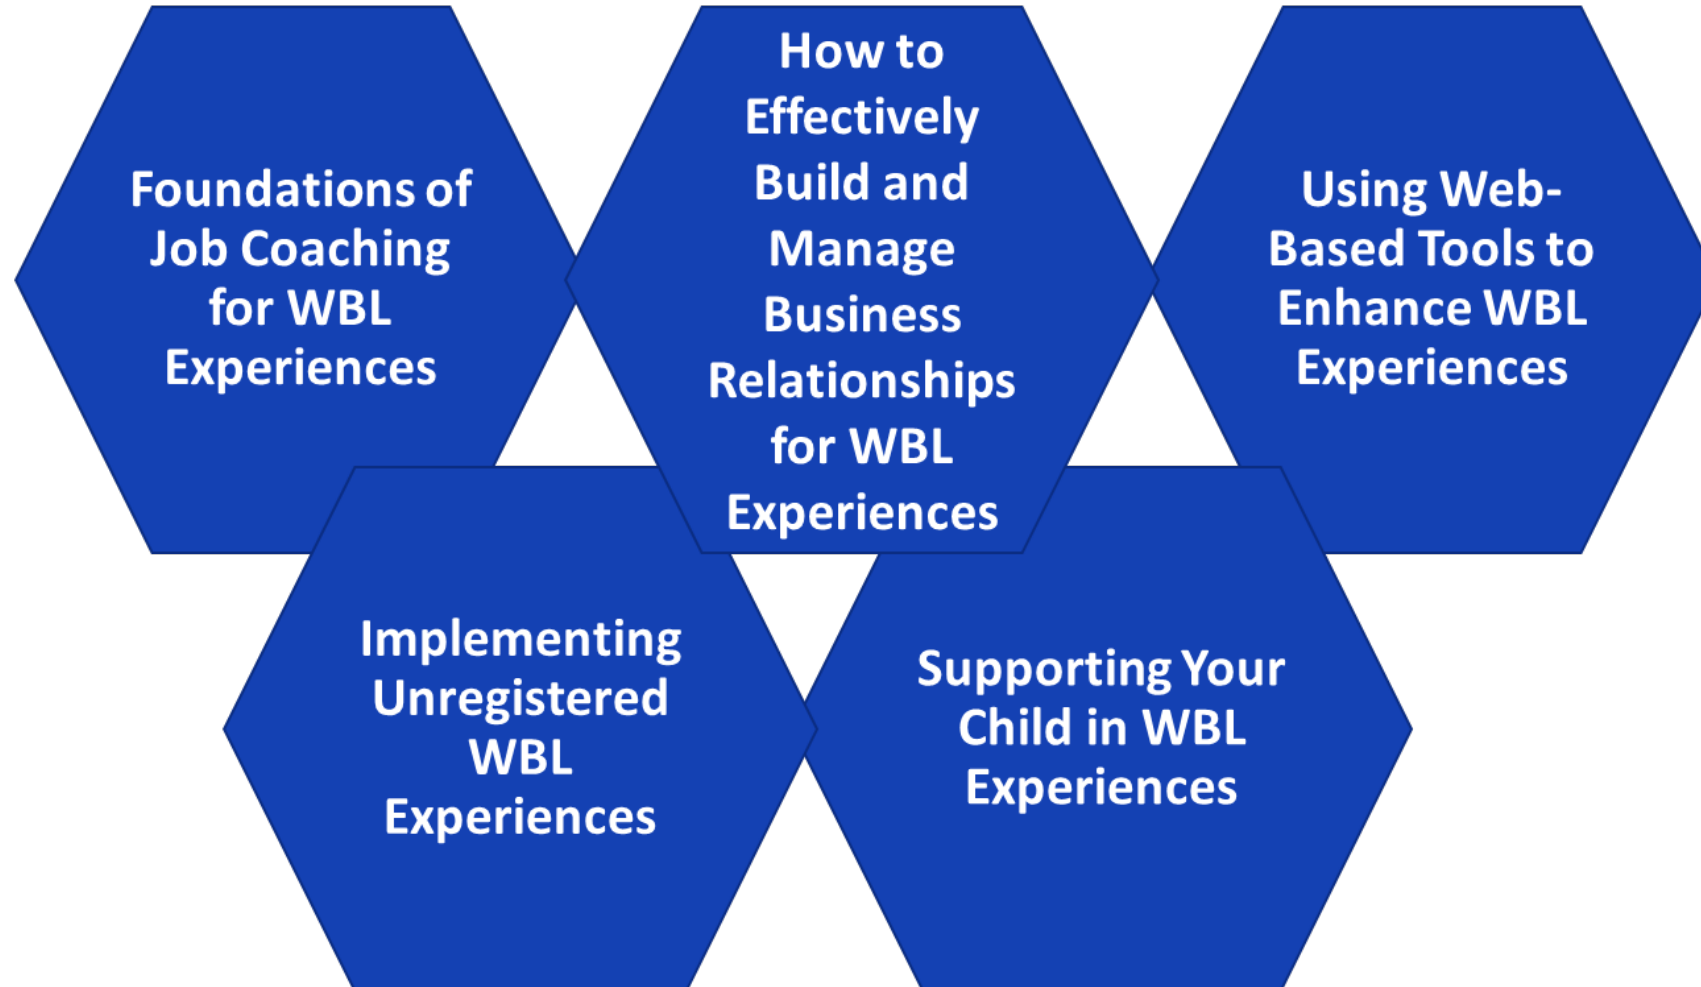 Foundations of
Job Coaching
for WBL
Experiences
How to
Effectively
Build and
Manage
Business
Relationships
for WBL
Experiences
Using Web-
Based Tools to
Enhance WBL
Experiences
Implementing
Unregistered
WBL
Experiences
Supporting Your
Child in WBL
Experiences